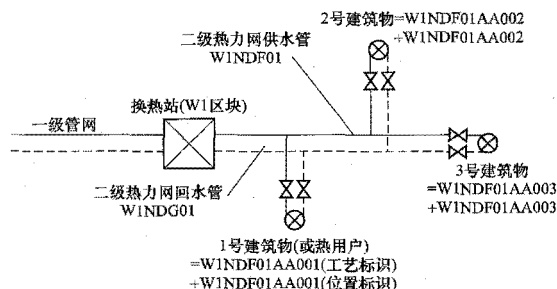 2号建筑物=W1NDF01AA002
+W1NDF01AA002
二级热力网供水管
W1NDF01
换热站(W1区块)
一级管网
3号建筑物
=W1NDF01AA003
+W1NDF01AA003
二级热力网回水管
W1NDG01
1号建筑物(或热用户)
=W1NDF01AA001(工艺标识)
+W1NDF01AA001(位置标识)